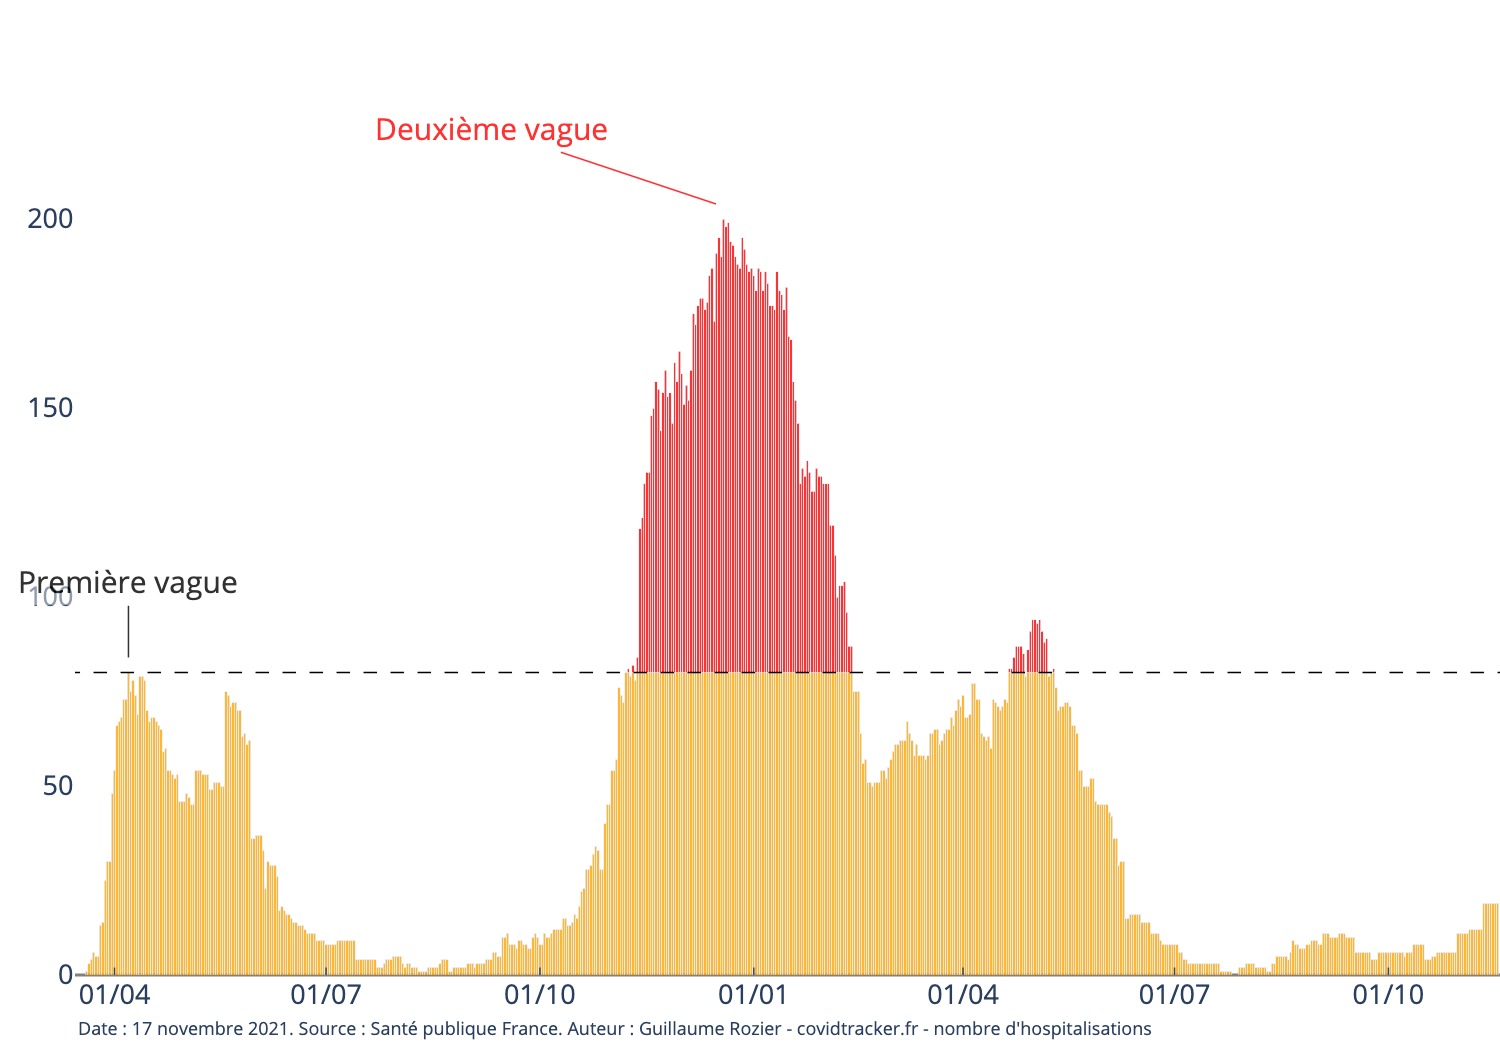 Deuxième vague
200
150
Première vague
100
50
0
01/04 01/07 01/10 01/01 01/04 01/07 01/10
Date : 17 novembre 2021. Source : Santé publique France. Auteur : Guillaume Rozier - covidtracker.fr - nombre d'hospitalisations